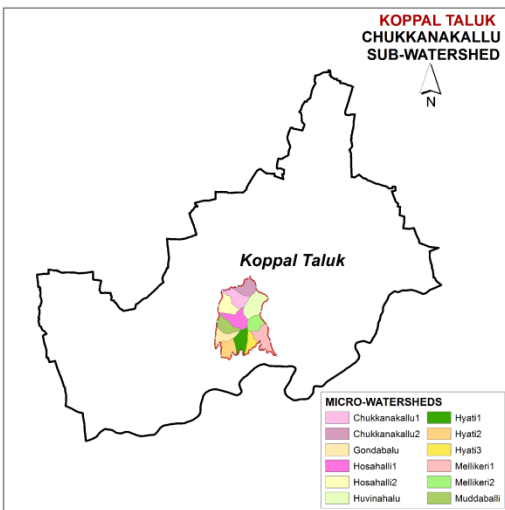 KOPPAL TALUK
CHUKKANAKALLU
SUB-WATERSHED
N
Koppal Taluk
MICRO-WATERSHEDS
Chukkanakallu1
Chukkanakallu2
Gondabalu
Hosahalli1
Hosahalli2
Huvinahalu
Hyati1
Hyati2
Hyati3
Mellikeri1
Mellikeri2
Muddaballi